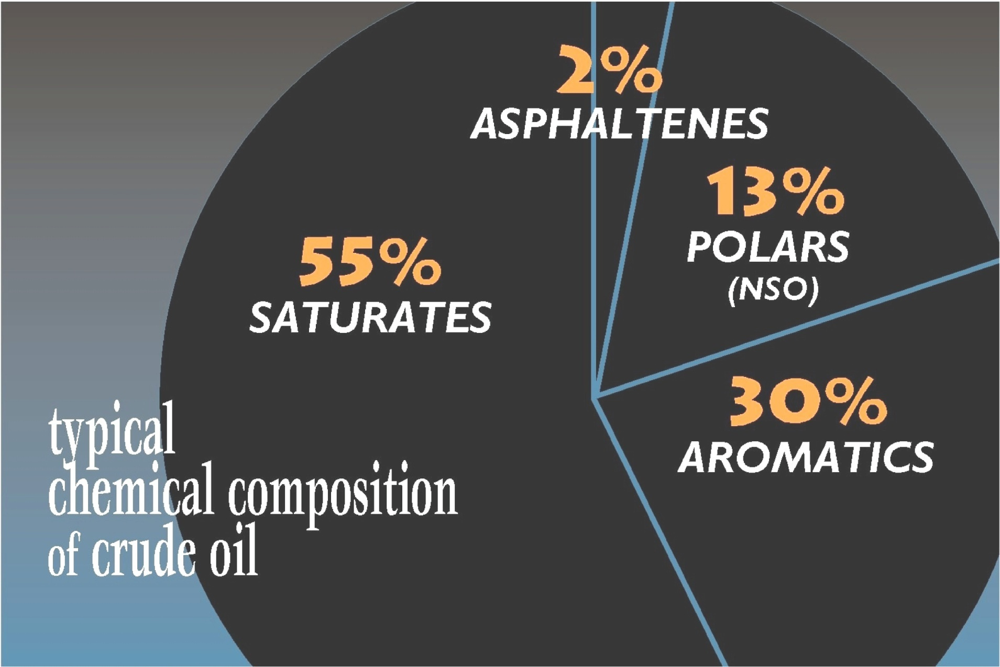 2%
ASPHALTENES
13%
POLARS
(NSO)
55%
SATURATES
30%
AROMATICS
typical
chemical composition
of crude oil